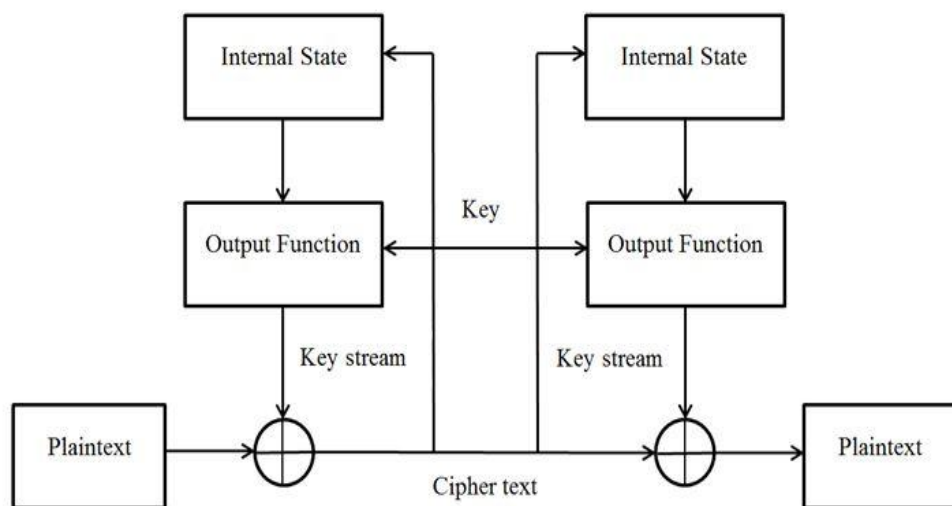 Internal State
Internal State
Key
Output Function
Output Function
Key stream
Key stream
Plaintext
Plaintext
Cipher text